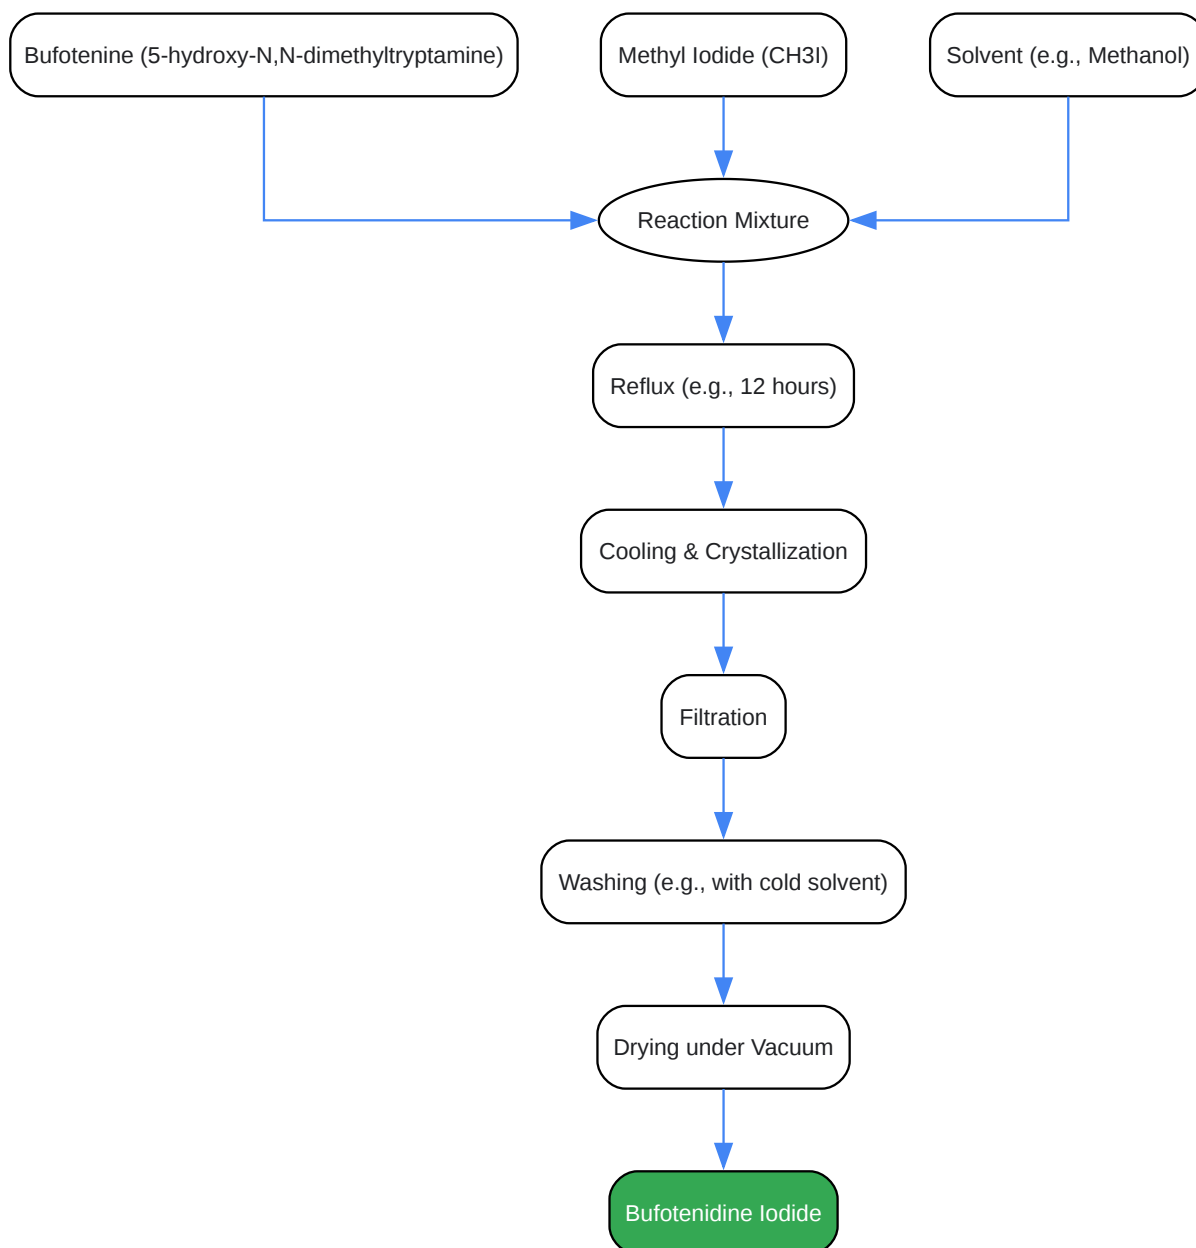 Bufotenine (5-hydroxy-N,N-dimethyltryptamine)
Methyl Iodide (CH3I)
Solvent (e.g., Methanol)
Reaction Mixture
Reflux (e.g., 12 hours)
Cooling & Crystallization
Filtration
Washing (e.g., with cold solvent)
Drying under Vacuum
Bufotenidine Iodide